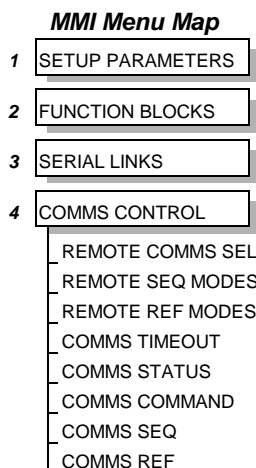 MMI Menu Map
1 SETUP PARAMETERS
2 FUNCTION BLOCKS
3 SERIAL LINKS
4 COMMS CONTROL
REMOTE COMMS SEL
REMOTE SEQ MODES
REMOTE REF MODES
COMMS TIMEOUT
COMMS STATUS
COMMS COMMAND
COMMS SEQ
COMMS REF